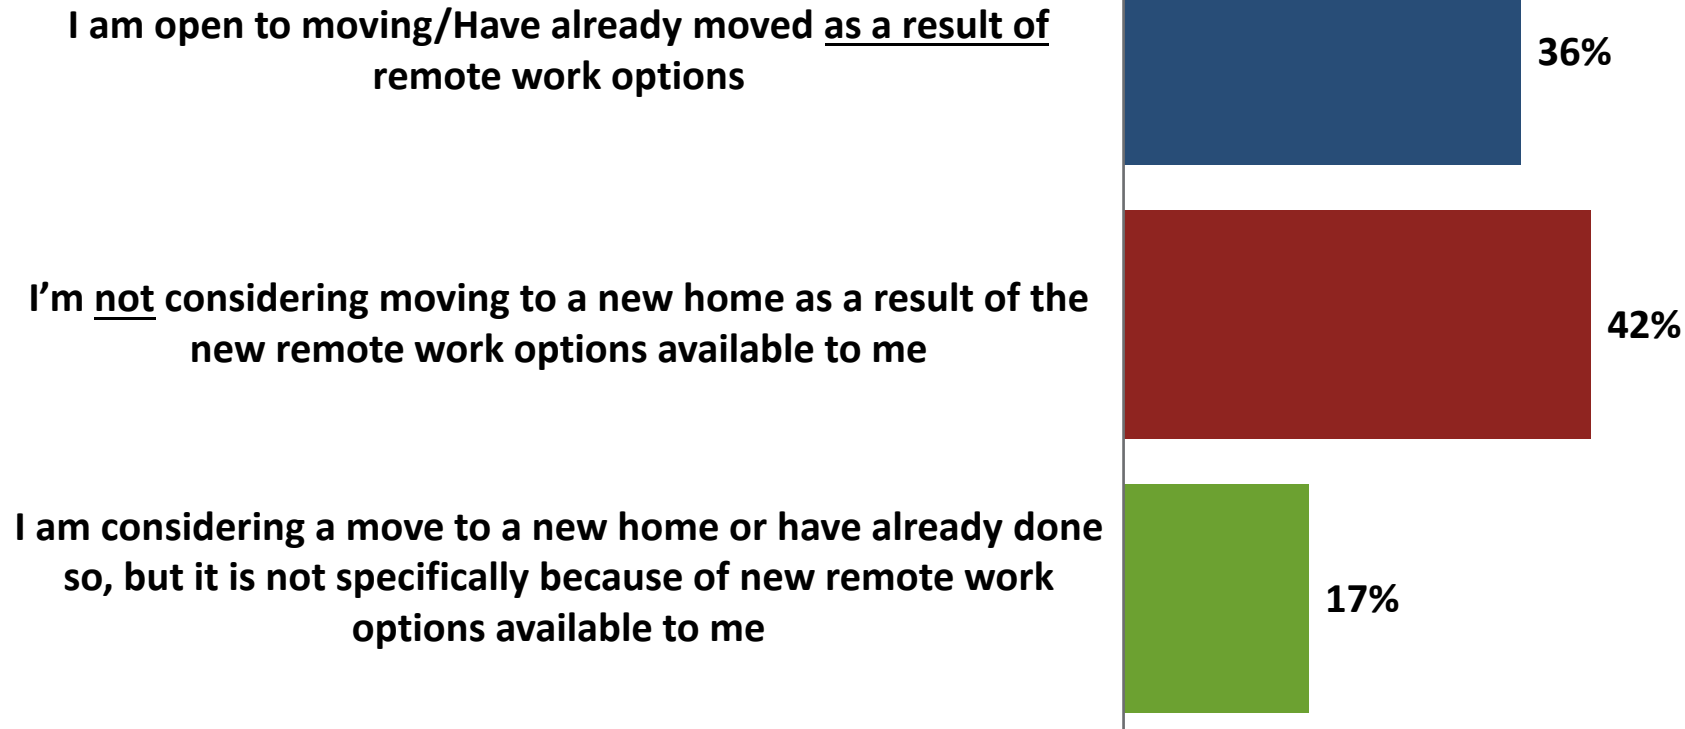 I am open to moving/Have already moved as a result of
remote work options
36%
I’m not considering moving to a new home as a result of the
new remote work options available to me
42%
I am considering a move to a new home or have already done
so, but it is not specifically because of new remote work
options available to me
17%